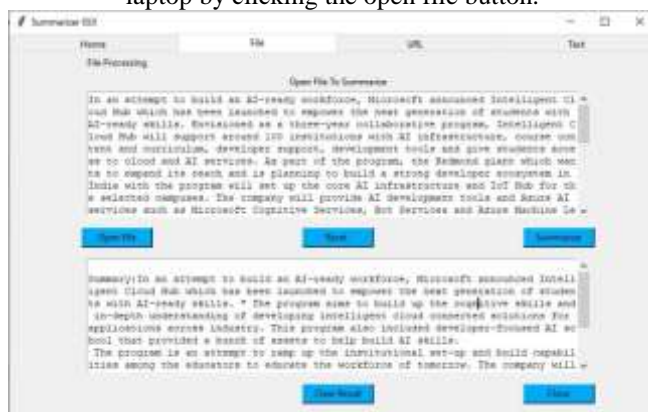 laptop by clicking the open file button.
Summarizer GUI
Home File URL Text
File Processing
Open File To Summarize
In an attempt to build an AI-ready workforce, Microsoft announced Intelligent Cl
oud Hub which has been launched to empower the next generation of students with
AI-ready skills. Envisioned as a three-year collaborative program, Intelligent C
loud Hub will support around 100 institutions with AI infrastructure, course con
tent and curriculum, developer support, development tools and give students acce
ss to cloud and AI services. As part of the program, the Redmond giant which wan
ts to expand its reach and is planning to build a strong developer ecosystem in
India with the program will set up the core AI infrastructure and IoT Hub for th
e selected campuses. The company will provide AI development tools and Azure AI
services such as Microsoft Cognitive Services, Bot Services and Azure Machine Le
Open File Reset Summarize
Summary:In an attempt to build an AI-ready workforce, Microsoft announced Intell
igent Cloud Hub which has been launched to empower the next generation of studen
ts with AI-ready skills. " The program aims to build up the cognitive skills and
in-depth understanding of developing intelligent cloud connected solutions for
applications across industry. This program also included developer-focused AI sc
hool that provided a bunch of assets to help build AI skills.
The program is an attempt to ramp up the institutional set-up and build capabil
ities among the educators to educate the workforce of tomorrow. The company will
Clear Result Close